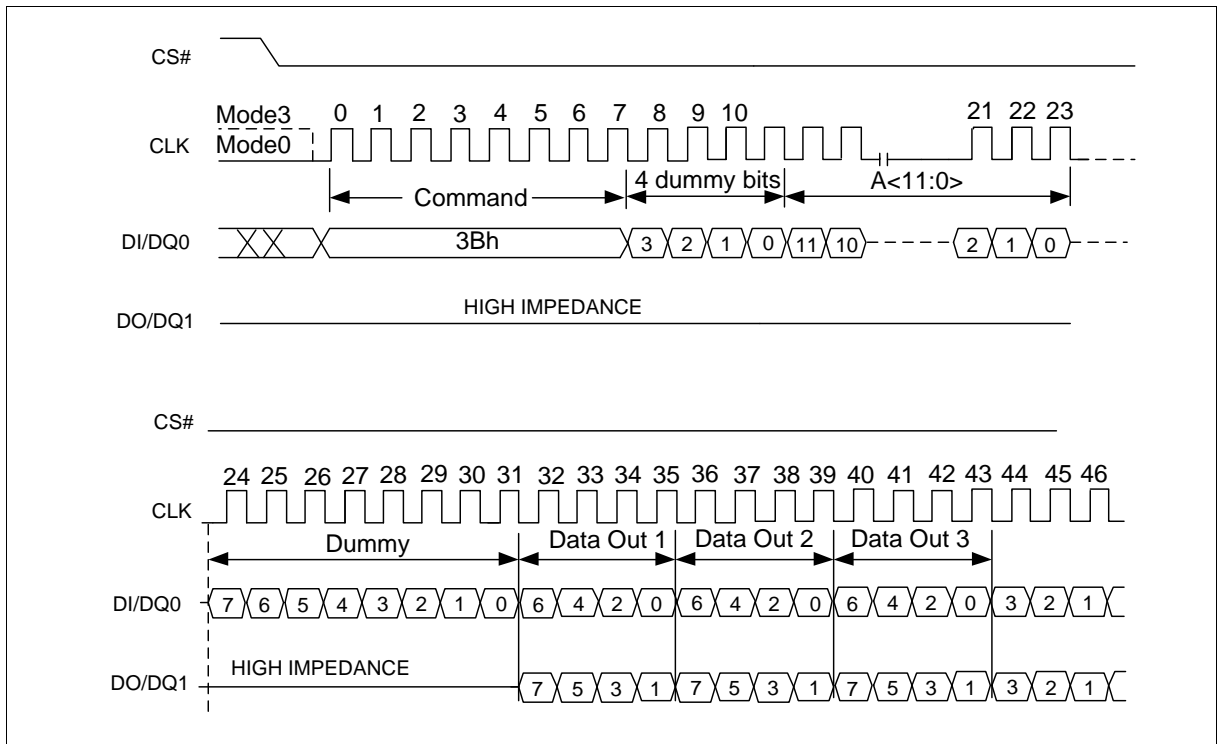 CS#
Mode3 0 1 2 3 4 5 6 7 8 9 10 21 22 23
CLK Mode0
Command 4 dummy bits A<11:0>
DI/DQ0 3Bh 3 2 1 0 11 10 2 1 0
HIGH IMPEDANCE
DO/DQ1
CS#
24 25 26 27 28 29 30 31 32 33 34 35 36 37 38 39 40 41 42 43 44 45 46
CLK
Dummy Data Out 1 Data Out 2 Data Out 3
DI/DQ0 7 6 5 4 3 2 1 0 6 4 2 0 6 4 2 0 6 4 2 0 3 2 1
HIGH IMPEDANCE
DO/DQ1 7 5 3 1 7 5 3 1 7 5 3 1 3 2 1